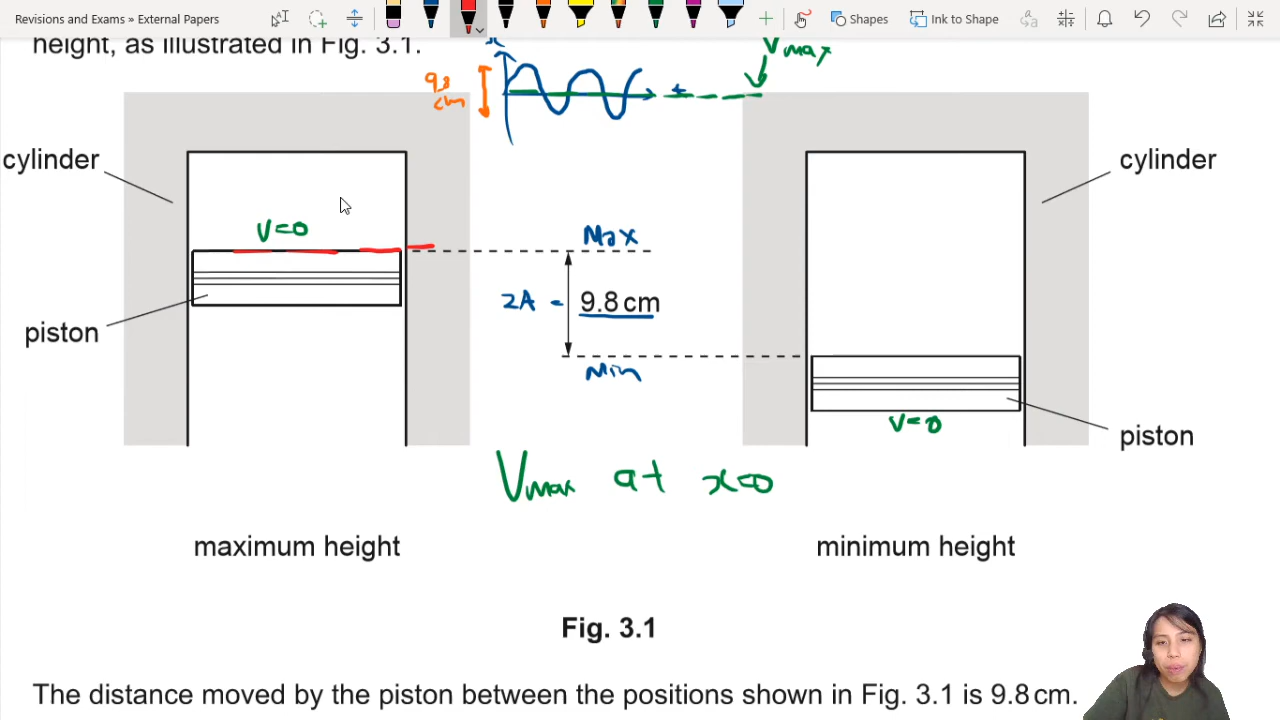 Revisions and Exams » External Papers
Shapes
Ink to Shape
height, as illustrated in Fig. 3.1.
x
9.8
cm
t
Vmax
cylinder
cylinder
V=0
Max
2A = 9.8 cm
piston
Min
V=0
piston
Vmax at x=0
maximum height
minimum height
Fig. 3.1
The distance moved by the piston between the positions shown in Fig. 3.1 is 9.8 cm.